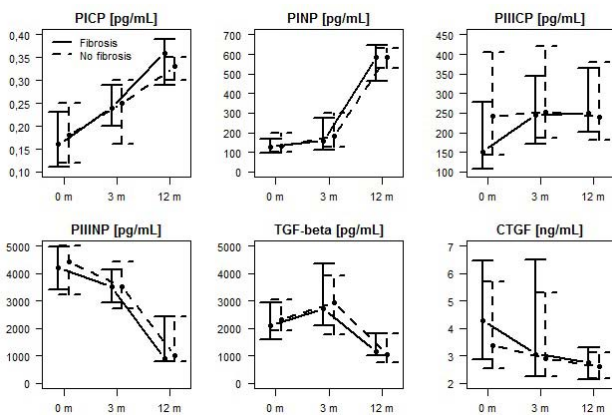 PICP [pg/mL]
PINP [pg/mL]
PIIICP [pg/mL]
0,40
0,35
0,30
0,25
0,20
0,15
0,10
Fibrosis
No fibrosis
700
600
500
400
300
200
100
0
450
400
350
300
250
200
150
100
0 m
3 m
12 m
0 m
3 m
12 m
0 m
3 m
12 m
PIIINP [pg/mL]
TGF-beta [pg/mL]
CTGF [ng/mL]
5000
4000
3000
2000
1000
0
5000
4000
3000
2000
1000
0
7
6
5
4
3
2
0 m
3 m
12 m
0 m
3 m
12 m
0 m
3 m
12 m